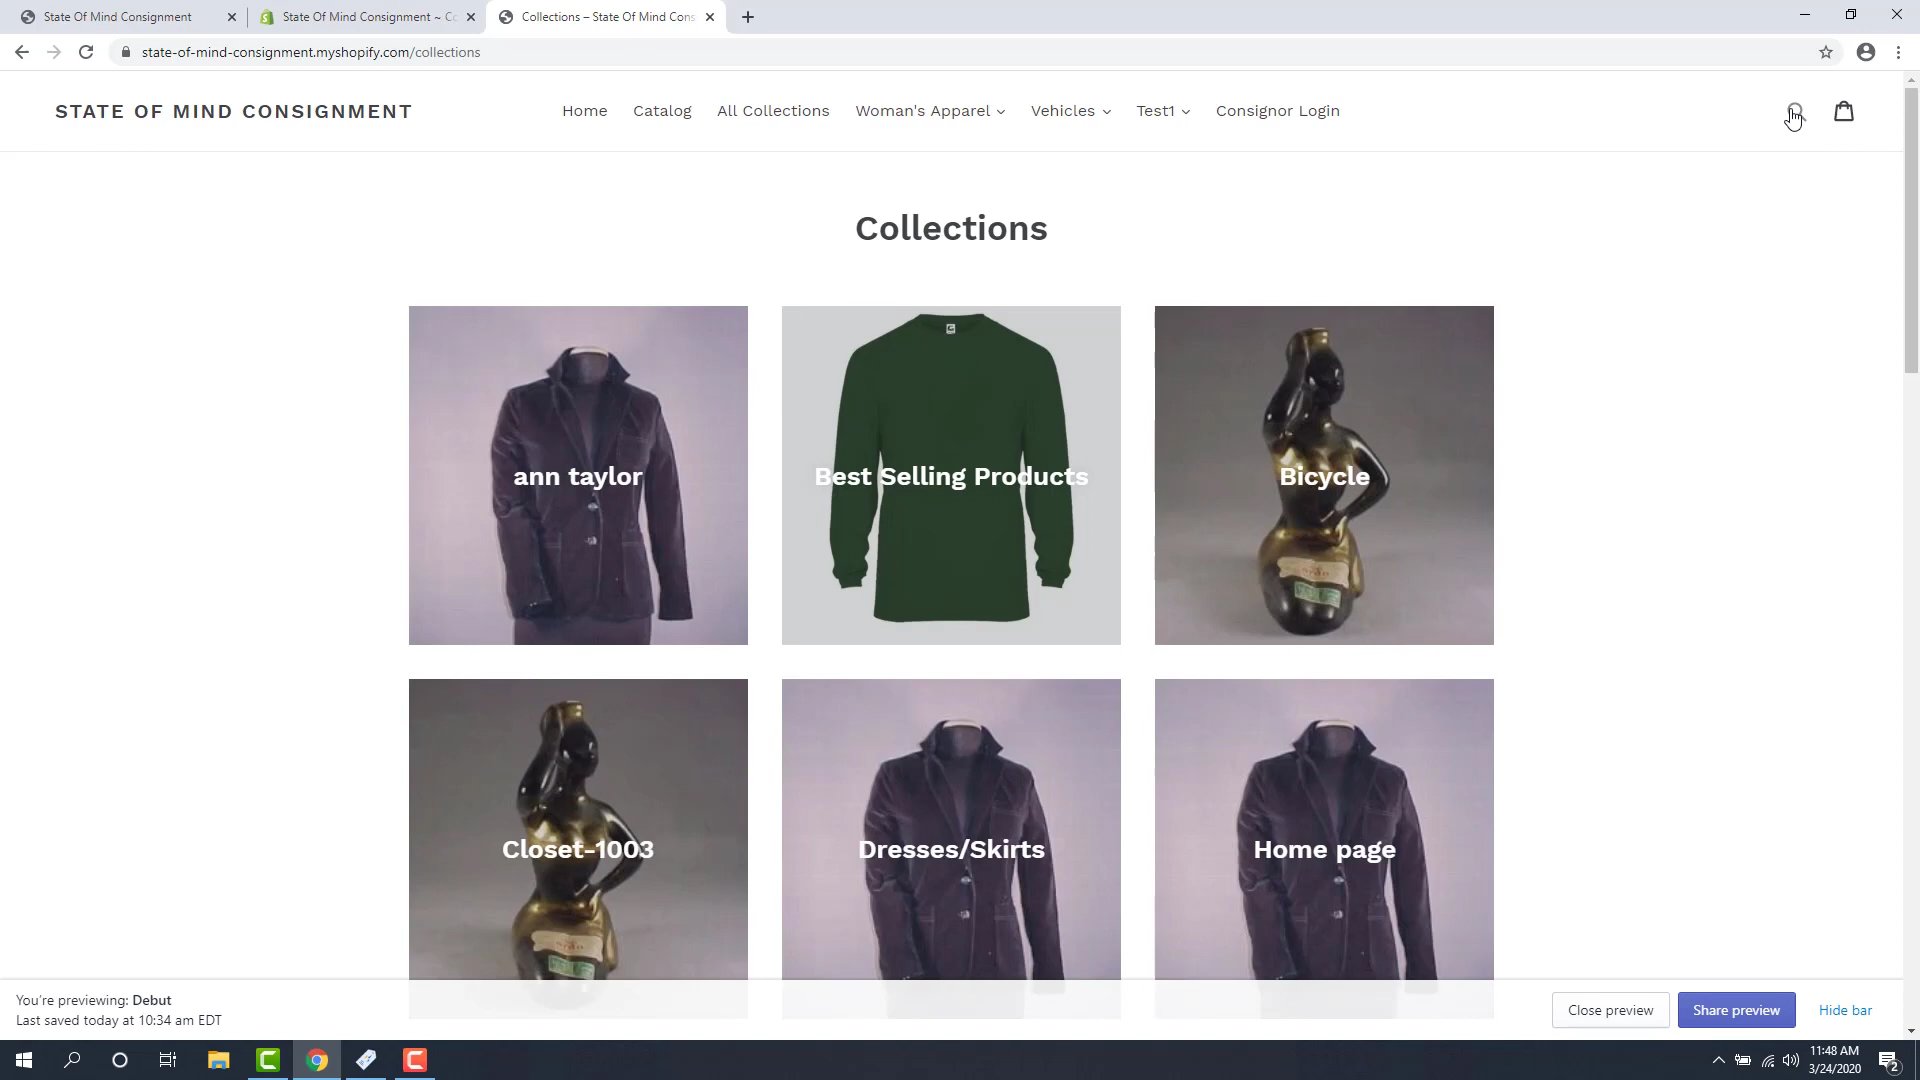 State Of Mind Consignment
State Of Mind Consignment ~ Co
Collections – State Of Mind Cons
state-of-mind-consignment.myshopify.com/collections
STATE OF MIND CONSIGNMENT
Home
Catalog
All Collections
Woman's Apparel
Vehicles
Test1
Consignor Login
Collections
ann taylor
Best Selling Products
Bicycle
Closet-1003
Dresses/Skirts
Home page
You're previewing: Debut
Last saved today at 10:34 am EDT
Close preview
Share preview
Hide bar
11:48 AM
3/24/2020
2